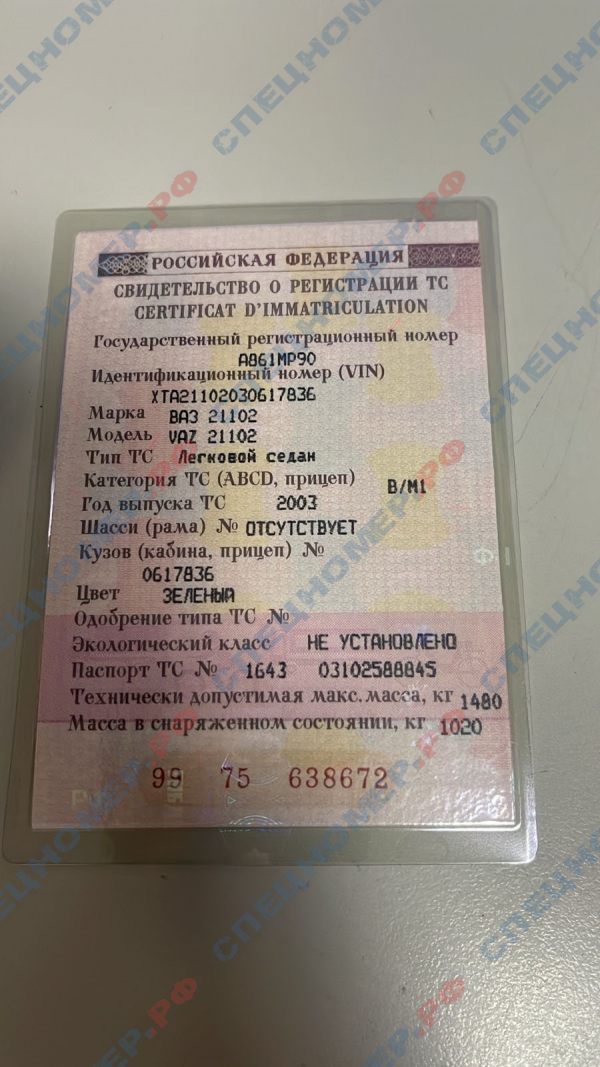 РОССИЙСКАЯ ФЕДЕРАЦИЯ
СВИДЕТЕЛЬСТВО О РЕГИСТРАЦИИ ТС
CERTIFICAT D'IMMATRICULATION
Государственный регистрационный номер
А861МР90
Идентификационный номер (VIN)
XTA21102030617836
Марка ВАЗ 21102
Модель VAZ 21102
Тип ТС Легковой седан
Категория ТС (ABCD, прицеп) B/M1
Год выпуска ТС 2003
Шасси (рама) № ОТСУТСТВУЕТ
Кузов (кабина, прицеп) №
0617836
Цвет ЗЕЛЕНЫЙ
Одобрение типа ТС №
Экологический класс НЕ УСТАНОВЛЕНО
Паспорт ТС № 1643 03102588845
Технически допустимая макс. масса, кг 1480
Масса в снаряженном состоянии, кг 1020
99 75 638672
СПЕЦНОМЕР.РФ